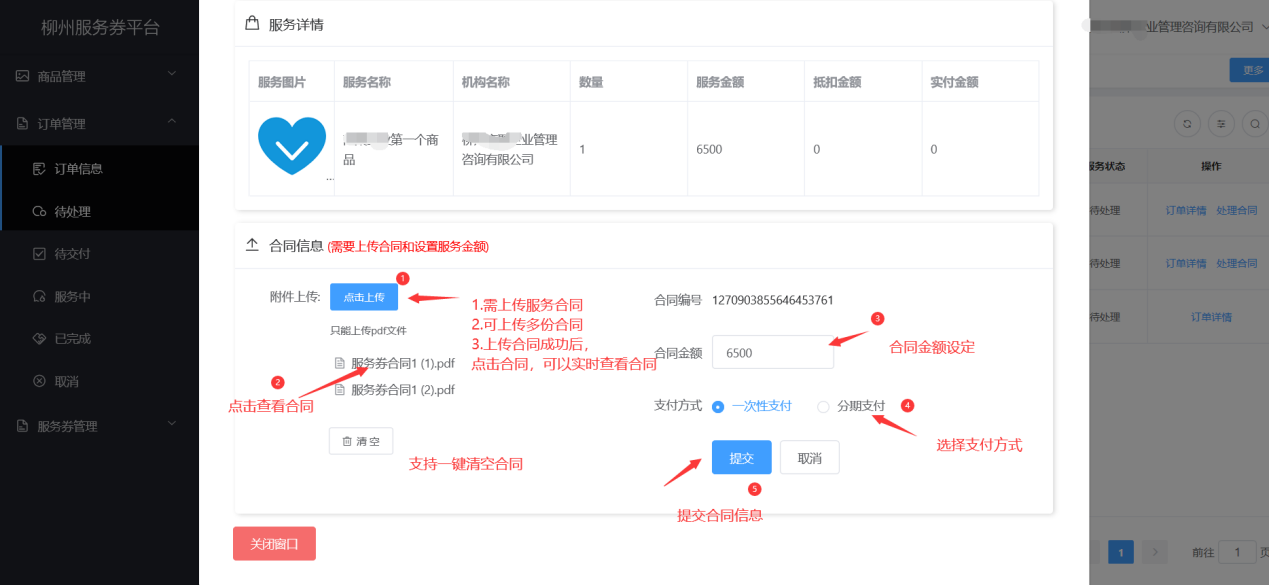 柳州服务券平台
商品管理
订单管理
订单信息
待处理
待交付
服务中
已完成
取消
服务券管理
服务详情
服务图片 服务名称 机构名称 数量 服务金额 抵扣金额 实付金额
第一个商
品
业管理
咨询有限公司
1 6500 0 0
...
合同信息 (需要上传合同和设置服务金额)
附件上传: 点击上传
1
只能上传pdf文件
服务券合同1 (1).pdf
服务券合同1 (2).pdf
2
点击查看合同
1.需上传服务合同
2.可上传多份合同
3.上传合同成功后，
点击合同，可以实时查看合同
清空
支持一键清空合同
合同编号 1270903855646453761
合同金额 6500
3
合同金额设定
支付方式 一次性支付 分期支付
4
选择支付方式
提交 取消
5
提交合同信息
关闭窗口
业管理咨询有限公司
更多
服务状态 操作
待处理 订单详情 处理合同
待处理 订单详情 处理合同
待处理 订单详情
1 前往 1 页